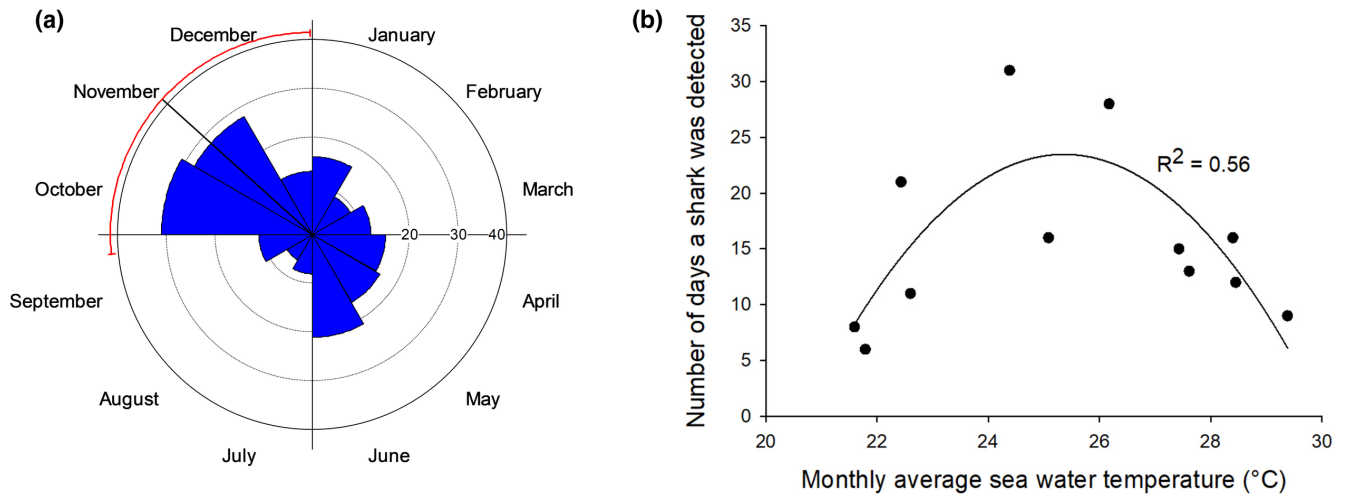 (a)
December
January
November
February
October
March
20
30
40
September
April
August
May
July
June
(b)
Number of days a shark was detected
35
30
25
20
15
10
5
0
R² = 0.56
20
22
24
26
28
30
Monthly average sea water temperature (°C)